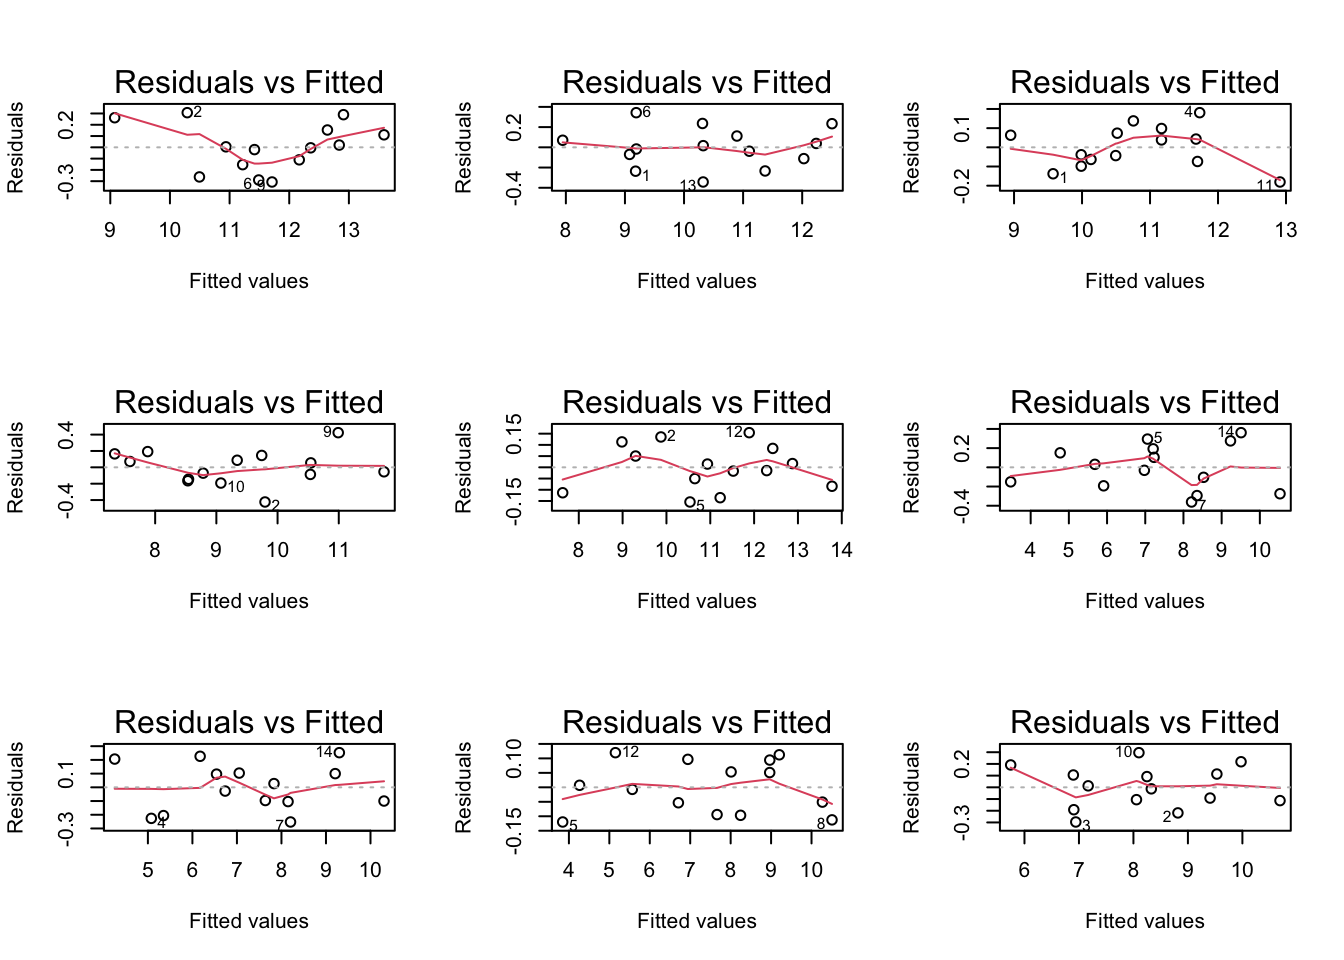 Residuals vs Fitted
Residuals
0.2
-0.3
2
6
9
9 10 11 12 13
Fitted values
Residuals vs Fitted
Residuals
0.2
-0.4
6
1
13
8 9 10 11 12
Fitted values
Residuals vs Fitted
Residuals
0.1
-0.2
4
1
11
9 10 11 12 13
Fitted values
Residuals vs Fitted
Residuals
0.4
-0.4
9
10
2
8 9 10 11
Fitted values
Residuals vs Fitted
Residuals
0.15
-0.15
2
12
5
8 9 10 11 12 13 14
Fitted values
Residuals vs Fitted
Residuals
0.2
-0.4
5
14
7
4 5 6 7 8 9 10
Fitted values
Residuals vs Fitted
Residuals
0.1
-0.3
14
4
7
5 6 7 8 9 10
Fitted values
Residuals vs Fitted
Residuals
0.10
-0.15
12
5
8
4 5 6 7 8 9 10
Fitted values
Residuals vs Fitted
Residuals
0.2
-0.3
10
3
2
6 7 8 9 10
Fitted values